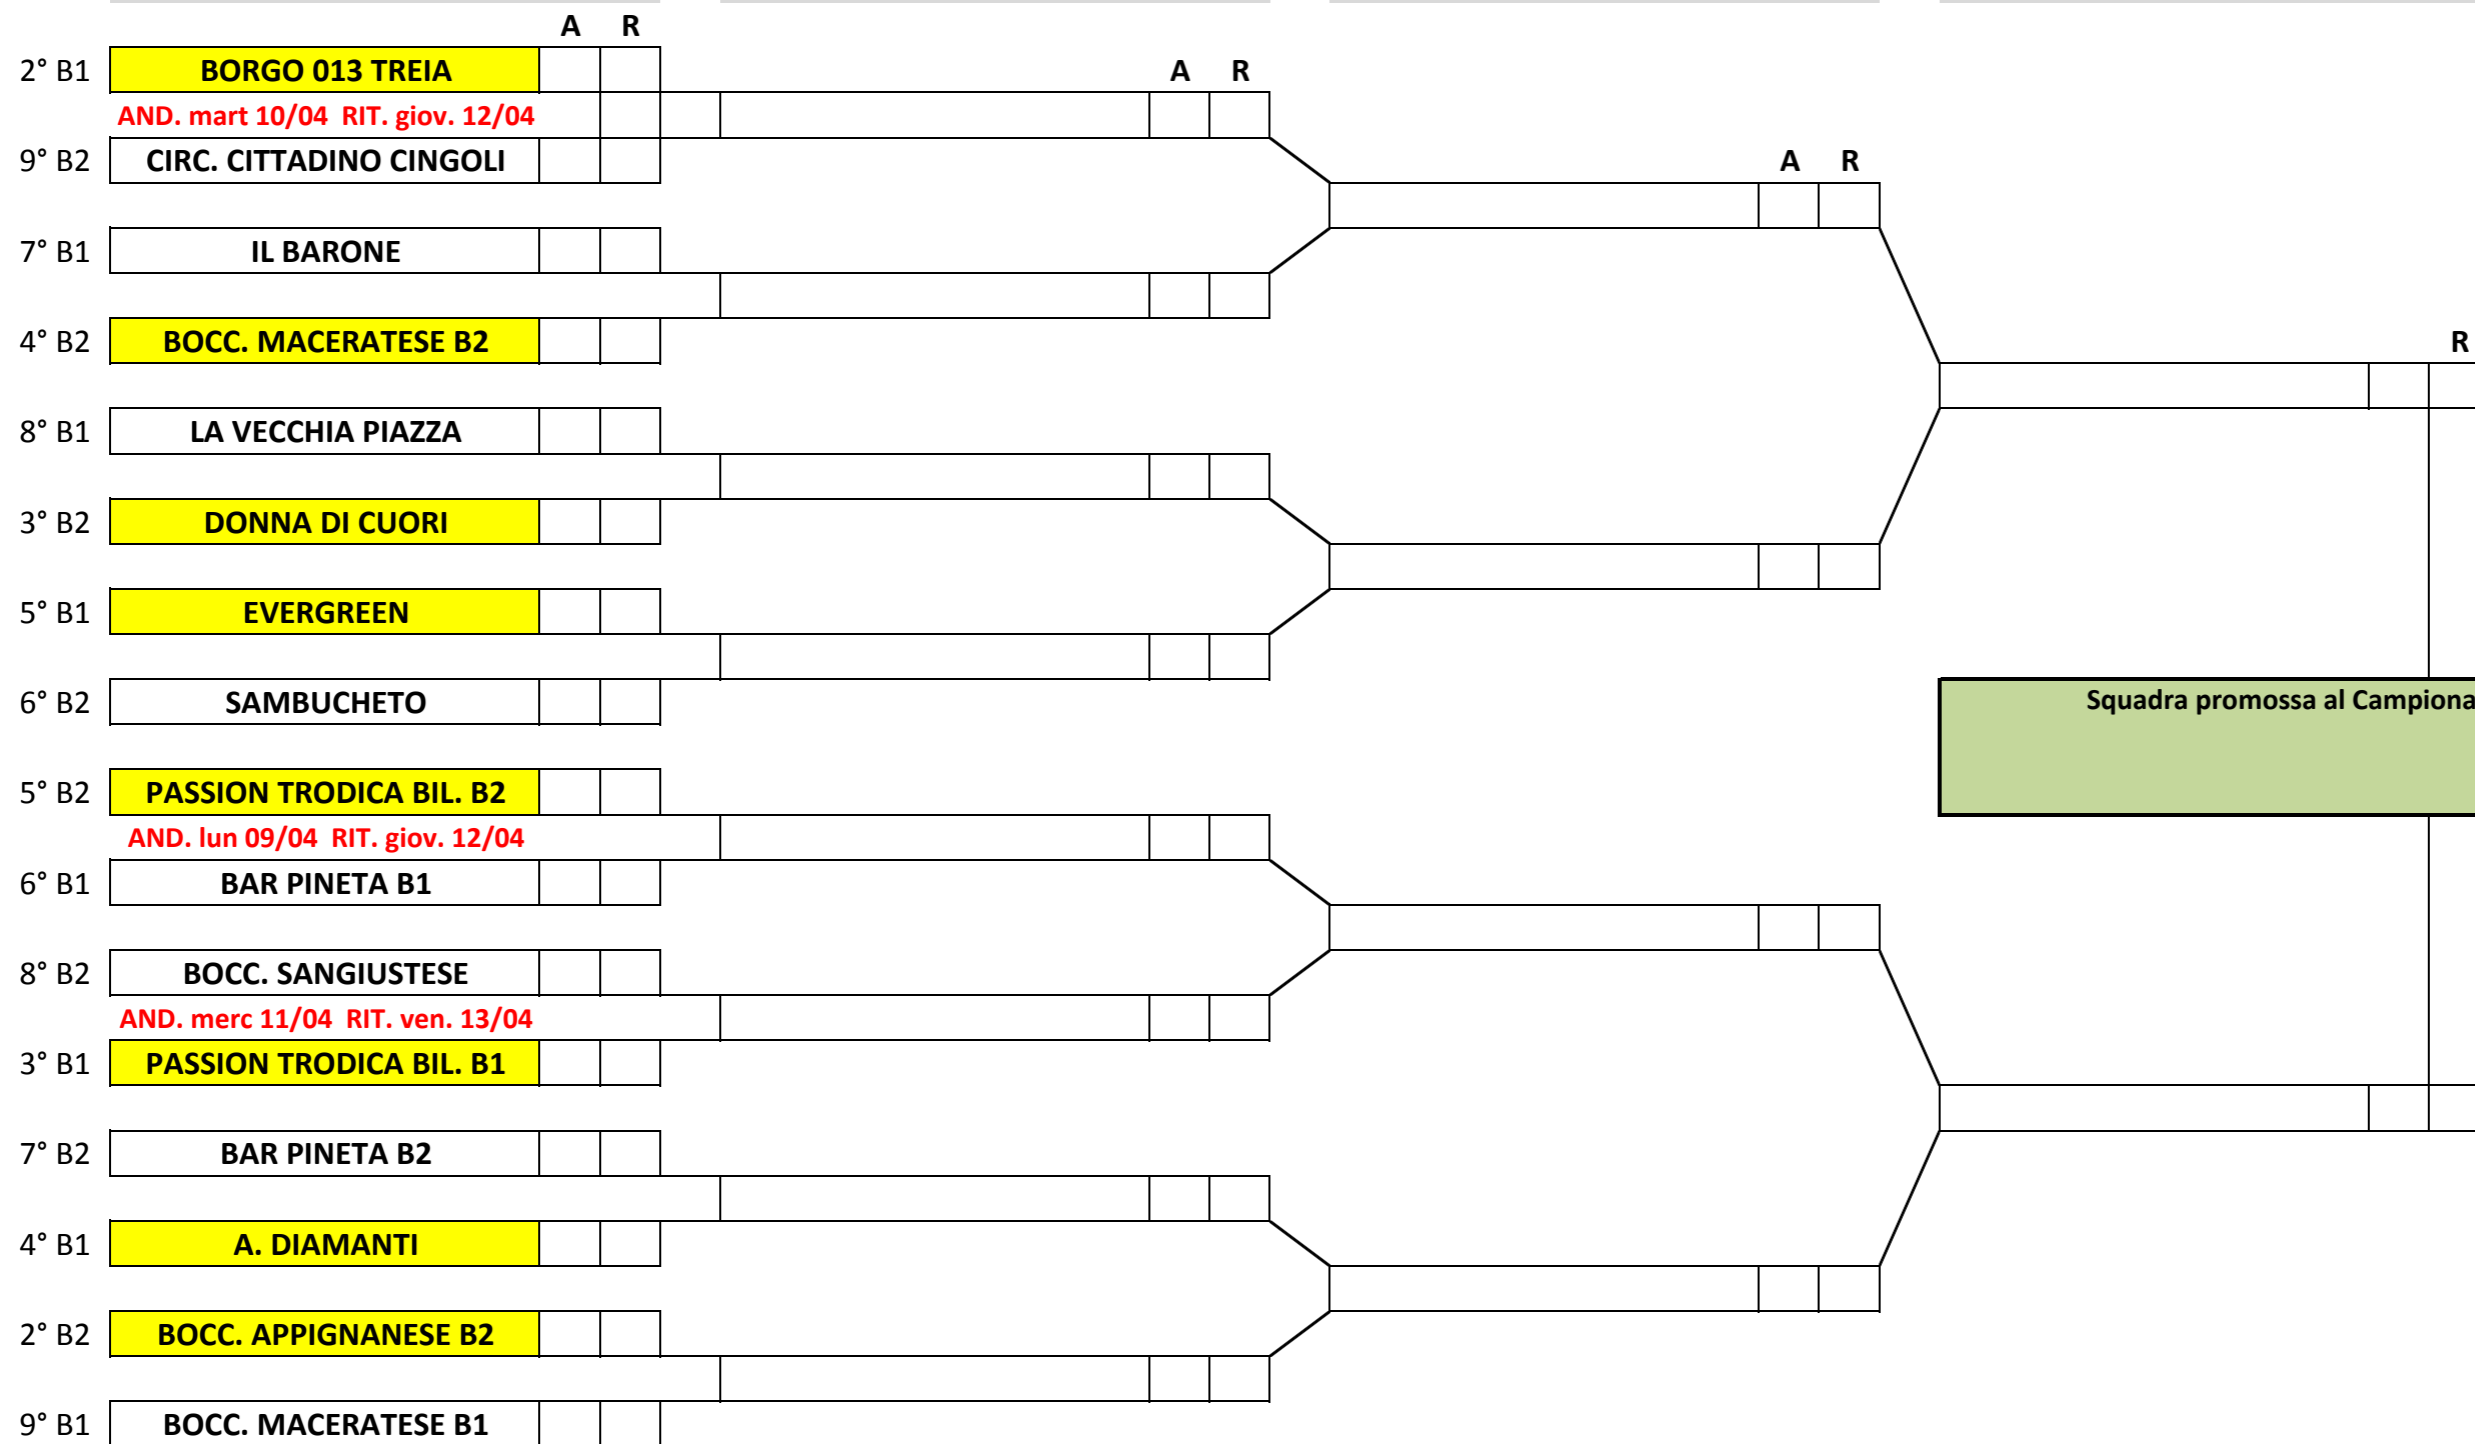 A R
2° B1 BORGO 013 TREIA A R
AND. mart 10/04 RIT. giov. 12/04
9° B2 CIRC. CITTADINO CINGOLI A R
7° B1 IL BARONE
4° B2 BOCC. MACERATESE B2 R
8° B1 LA VECCHIA PIAZZA
3° B2 DONNA DI CUORI
5° B1 EVERGREEN
6° B2 SAMBUCHETO Squadra promossa al Campiona
5° B2 PASSION TRODICA BIL. B2
AND. lun 09/04 RIT. giov. 12/04
6° B1 BAR PINETA B1
8° B2 BOCC. SANGIUSTESE
AND. merc 11/04 RIT. ven. 13/04
3° B1 PASSION TRODICA BIL. B1
7° B2 BAR PINETA B2
4° B1 A. DIAMANTI
2° B2 BOCC. APPIGNANESE B2
9° B1 BOCC. MACERATESE B1